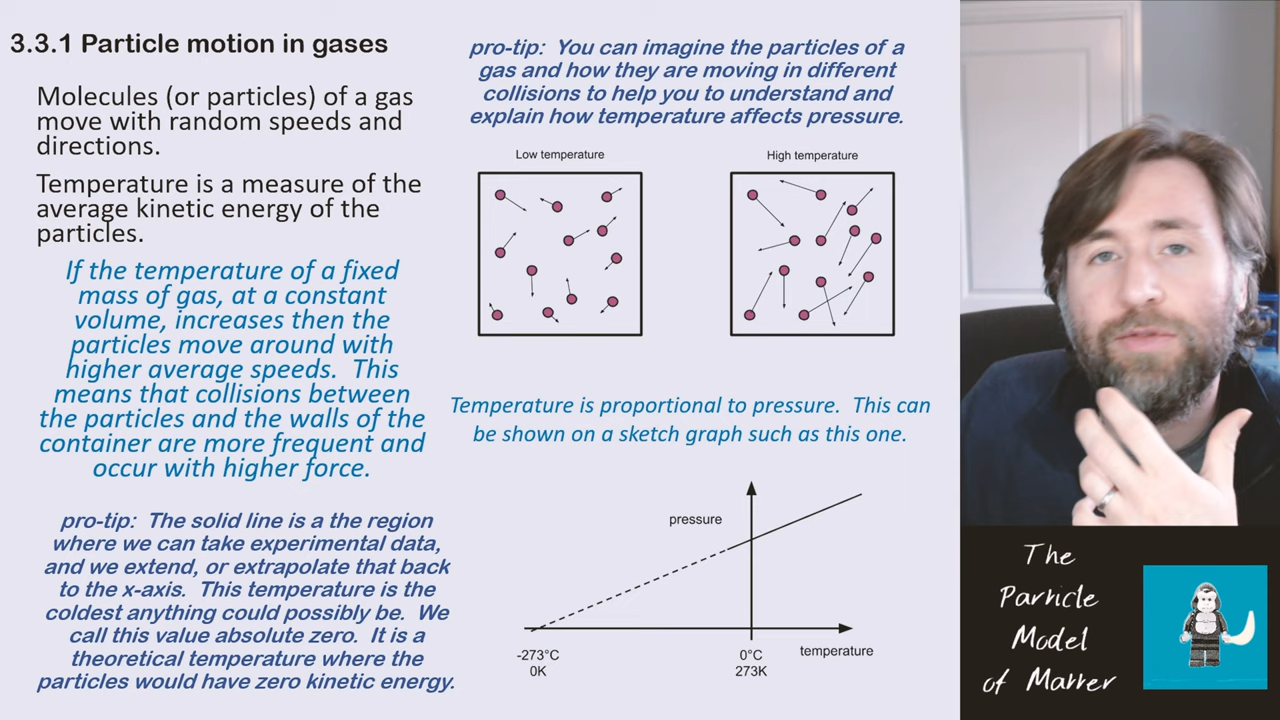 3.3.1 Particle motion in gases
Molecules (or particles) of a gas
move with random speeds and
directions.
Temperature is a measure of the
average kinetic energy of the
particles.
If the temperature of a fixed
mass of gas, at a constant
volume, increases then the
particles move around with
higher average speeds. This
means that collisions between
the particles and the walls of the
container are more frequent and
occur with higher force.
pro-tip: The solid line is a the region
where we can take experimental data,
and we extend, or extrapolate that back
to the x-axis. This temperature is the
coldest anything could possibly be. We
call this value absolute zero. It is a
theoretical temperature where the
particles would have zero kinetic energy.
pro-tip: You can imagine the particles of a
gas and how they are moving in different
collisions to help you to understand and
explain how temperature affects pressure.
Low temperature
High temperature
Temperature is proportional to pressure. This can
be shown on a sketch graph such as this one.
pressure
temperature
-273°C
0K
0°C
273K
The
Particle
Model
of Matter